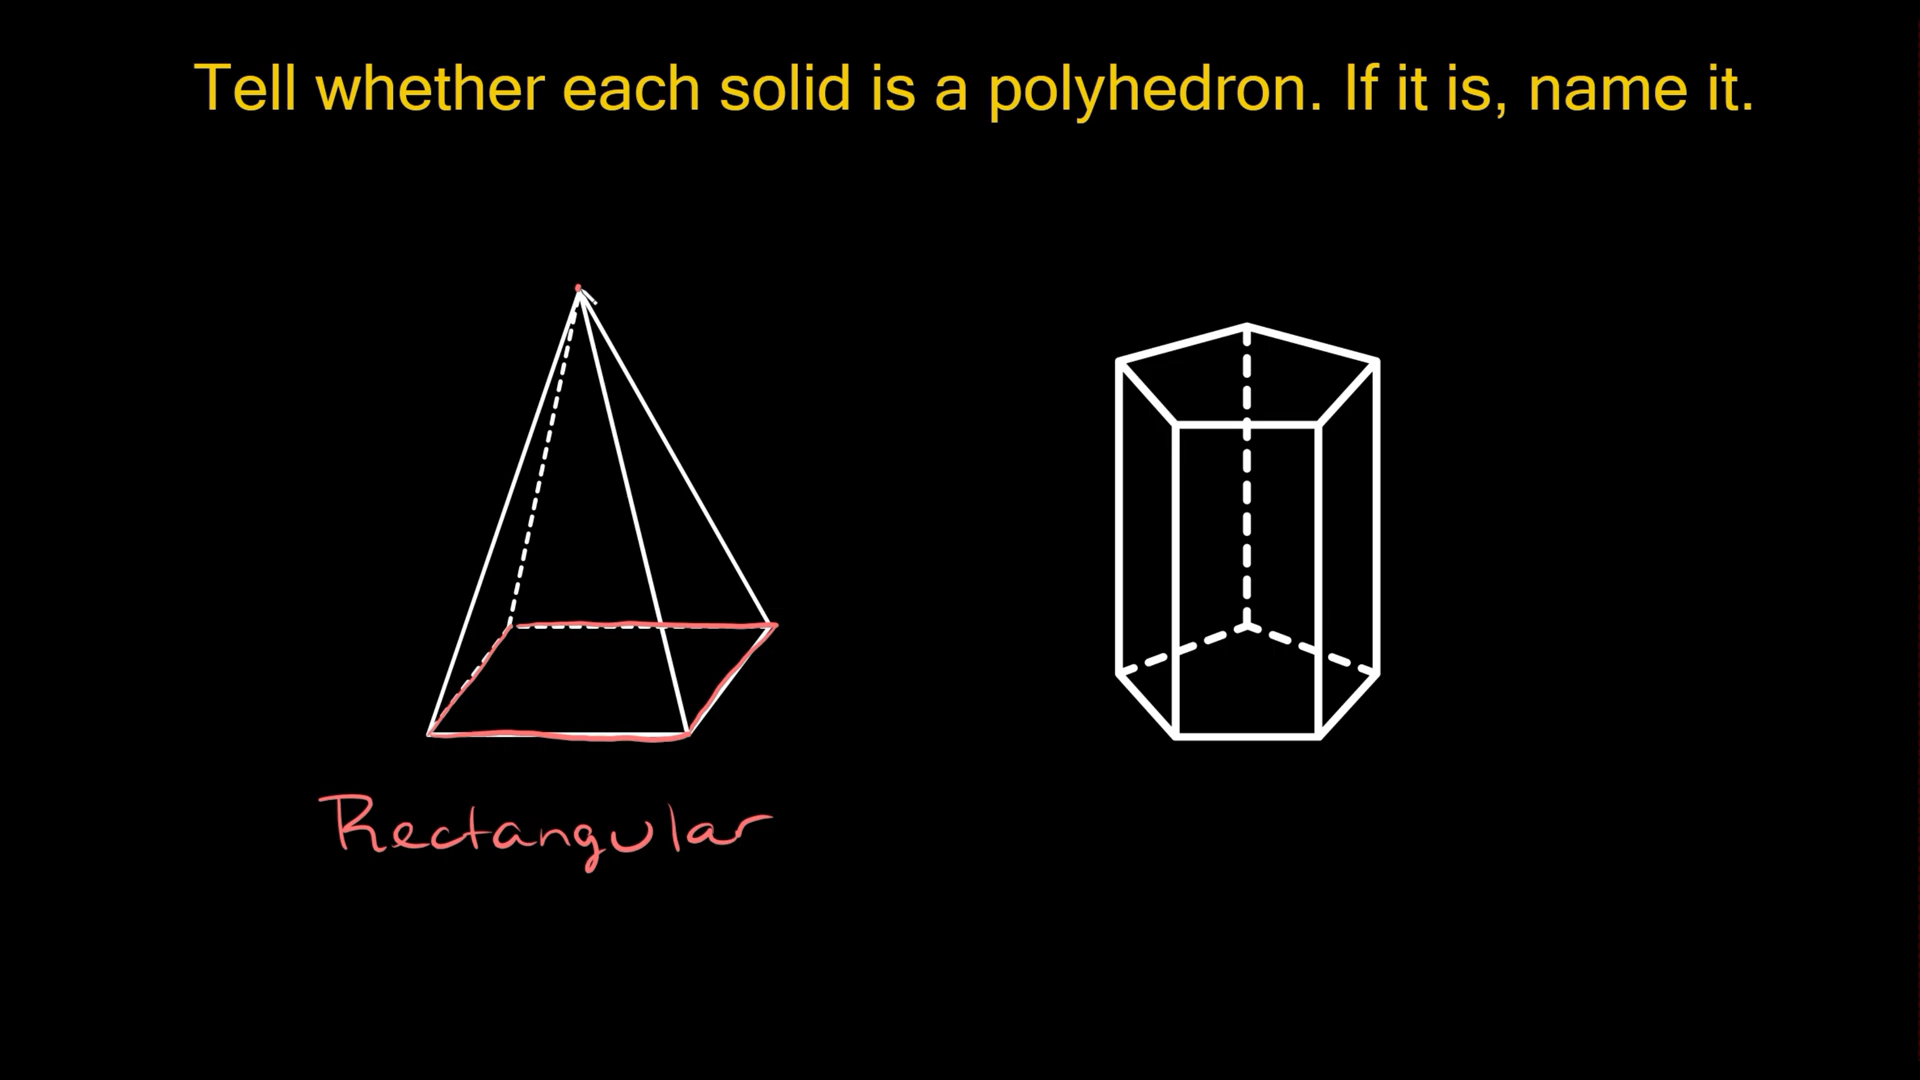 Tell whether each solid is a polyhedron. If it is, name it.
Rectangular